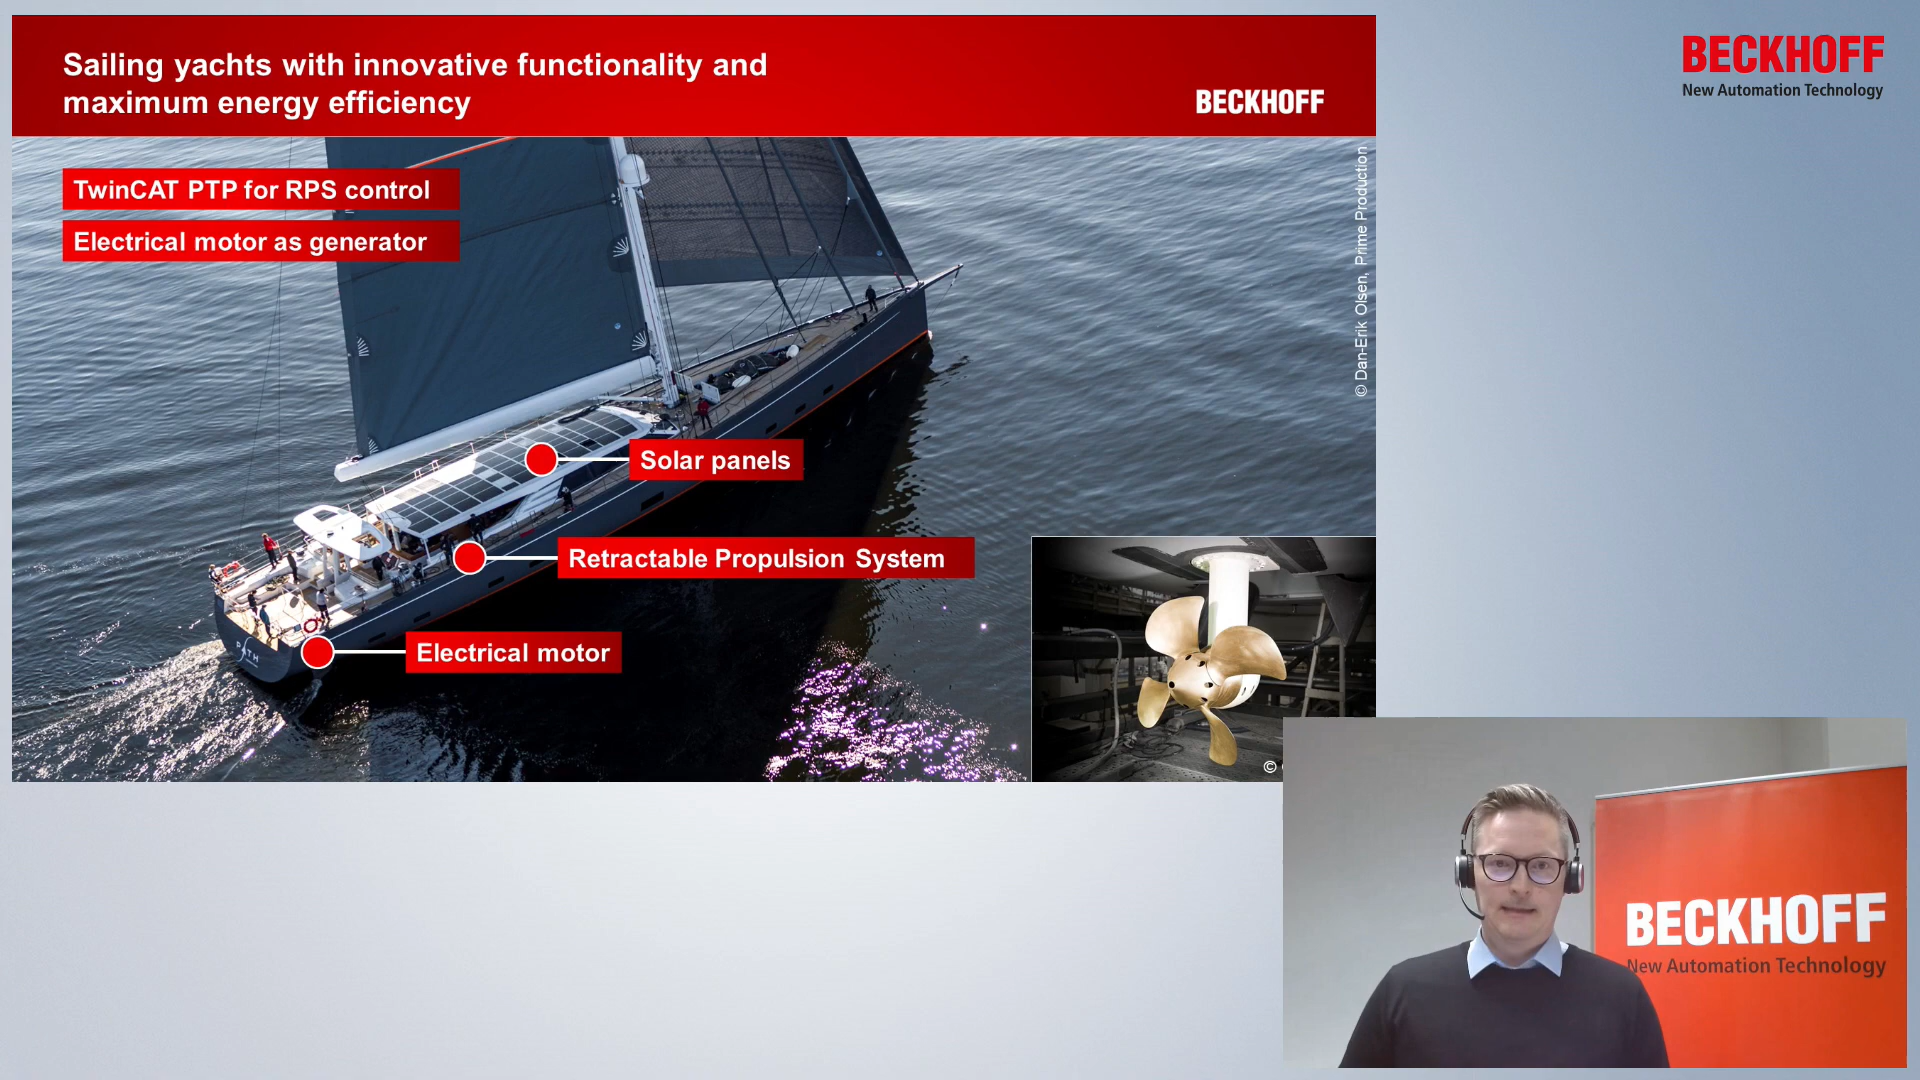 Sailing yachts with innovative functionality and
maximum energy efficiency
BECKHOFF
BECKHOFF
New Automation Technology
TwinCAT PTP for RPS control
Electrical motor as generator
© Dan-Erik Olsen, Prime Production
Solar panels
Retractable Propulsion System
Electrical motor
PATH
©
BECKHOFF
New Automation Technology